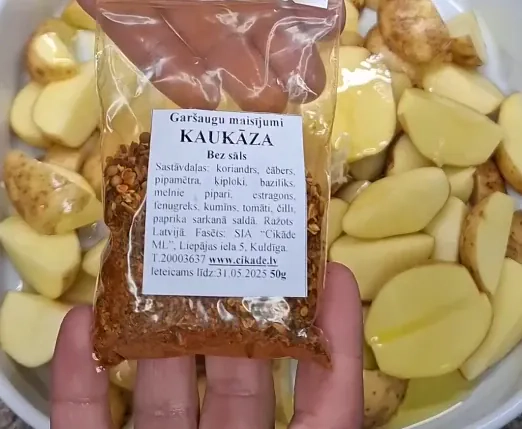 Garšaugu maisījumi
KAUKĀZA
Bez sāls
Sastāvdaļas: koriandrs, čābers,
pipamētra, ķiploki, baziliks,
melnie pipari, estragons,
fenugreks, kumīns, tomāti, čilli,
paprika sarkanā saldā. Ražots
Latvijā. Fasēts: SIA "Cikāde
ML", Liepājas iela 5, Kuldīga.
T.20003637 www.cikade.lv
Ieteicams līdz:31.05.2025 50g